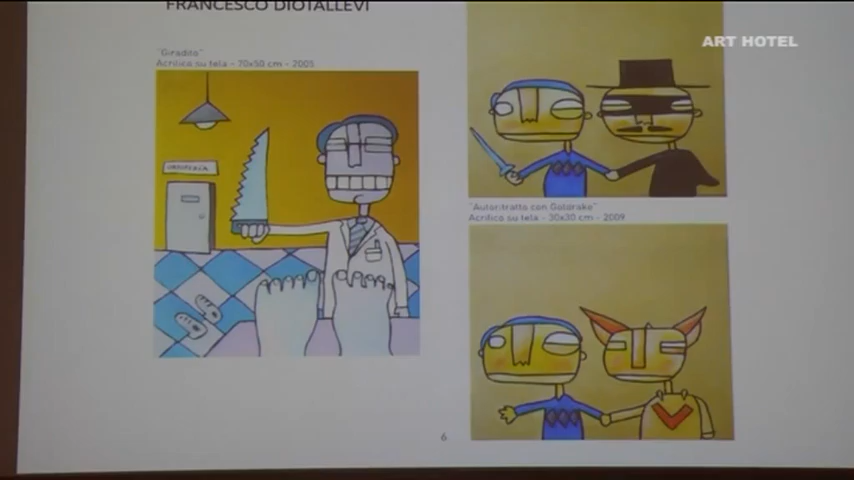 FRANCESCO DIOTALLEVI
ART HOTEL
"Giradito"
Acrilico su tela - 70x50 cm - 2005
ORTOPEDIA
"Autoritratto con Goldrake"
Acrilico su tela - 30x30 cm - 2009
6